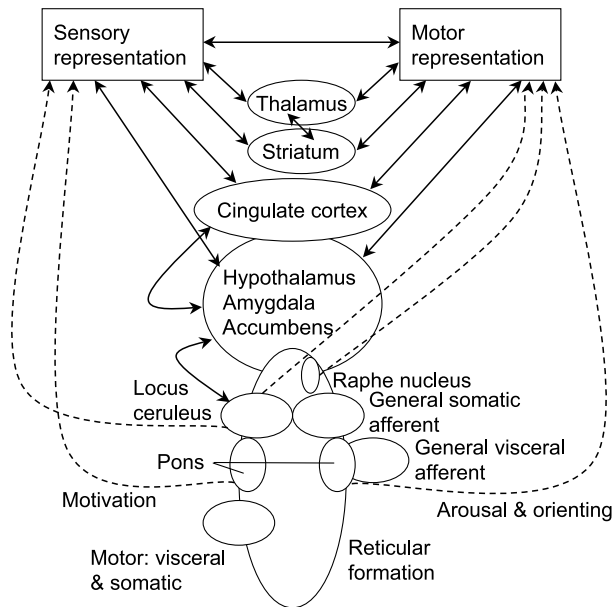 Sensory
representation
Motor
representation
Thalamus
Striatum
Cingulate cortex
Hypothalamus
Amygdala
Accumbens
Raphe nucleus
Locus
ceruleus
General somatic
afferent
General visceral
afferent
Pons
Motivation
Arousal & orienting
Motor: visceral
& somatic
Reticular
formation